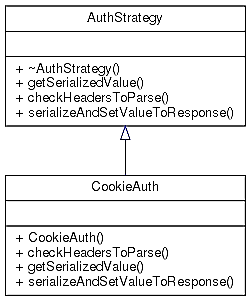 AuthStrategy
+ ~AuthStrategy()
+ getSerializedValue()
+ checkHeadersToParse()
+ serializeAndSetValueToResponse()
CookieAuth
+ CookieAuth()
+ checkHeadersToParse()
+ getSerializedValue()
+ serializeAndSetValueToResponse()